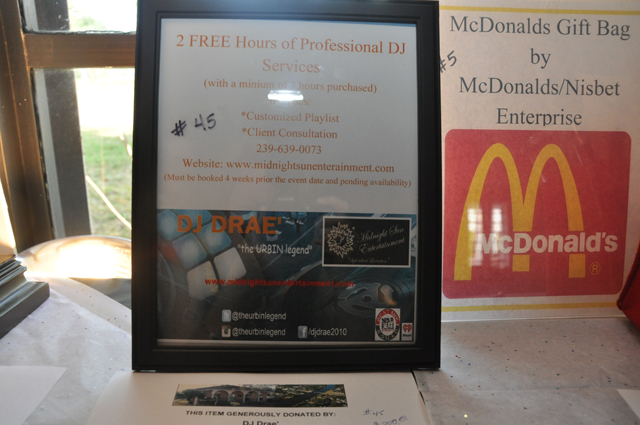 2 FREE Hours of Professional DJ
Services
(with a minium of hours purchased)
*Customized Playlist
*Client Consultation
239-639-0073
Website: www.midnightsunenterainment.com
(Must be booked 4 weeks prior the event date and pending availability)
# 45
DJ DRAE'
"the URBIN legend"
Midnight Sun
Entertainment
www.midnightsunentertainment.com
@theurbinlegend
@theurbinlegend
/djdrae2010
THIS ITEM GENEROUSLY DONATED BY:
DJ Drae'
#45
McDonalds Gift Bag
by
McDonalds/Nisbet
Enterprise
#5
McDonald's
®